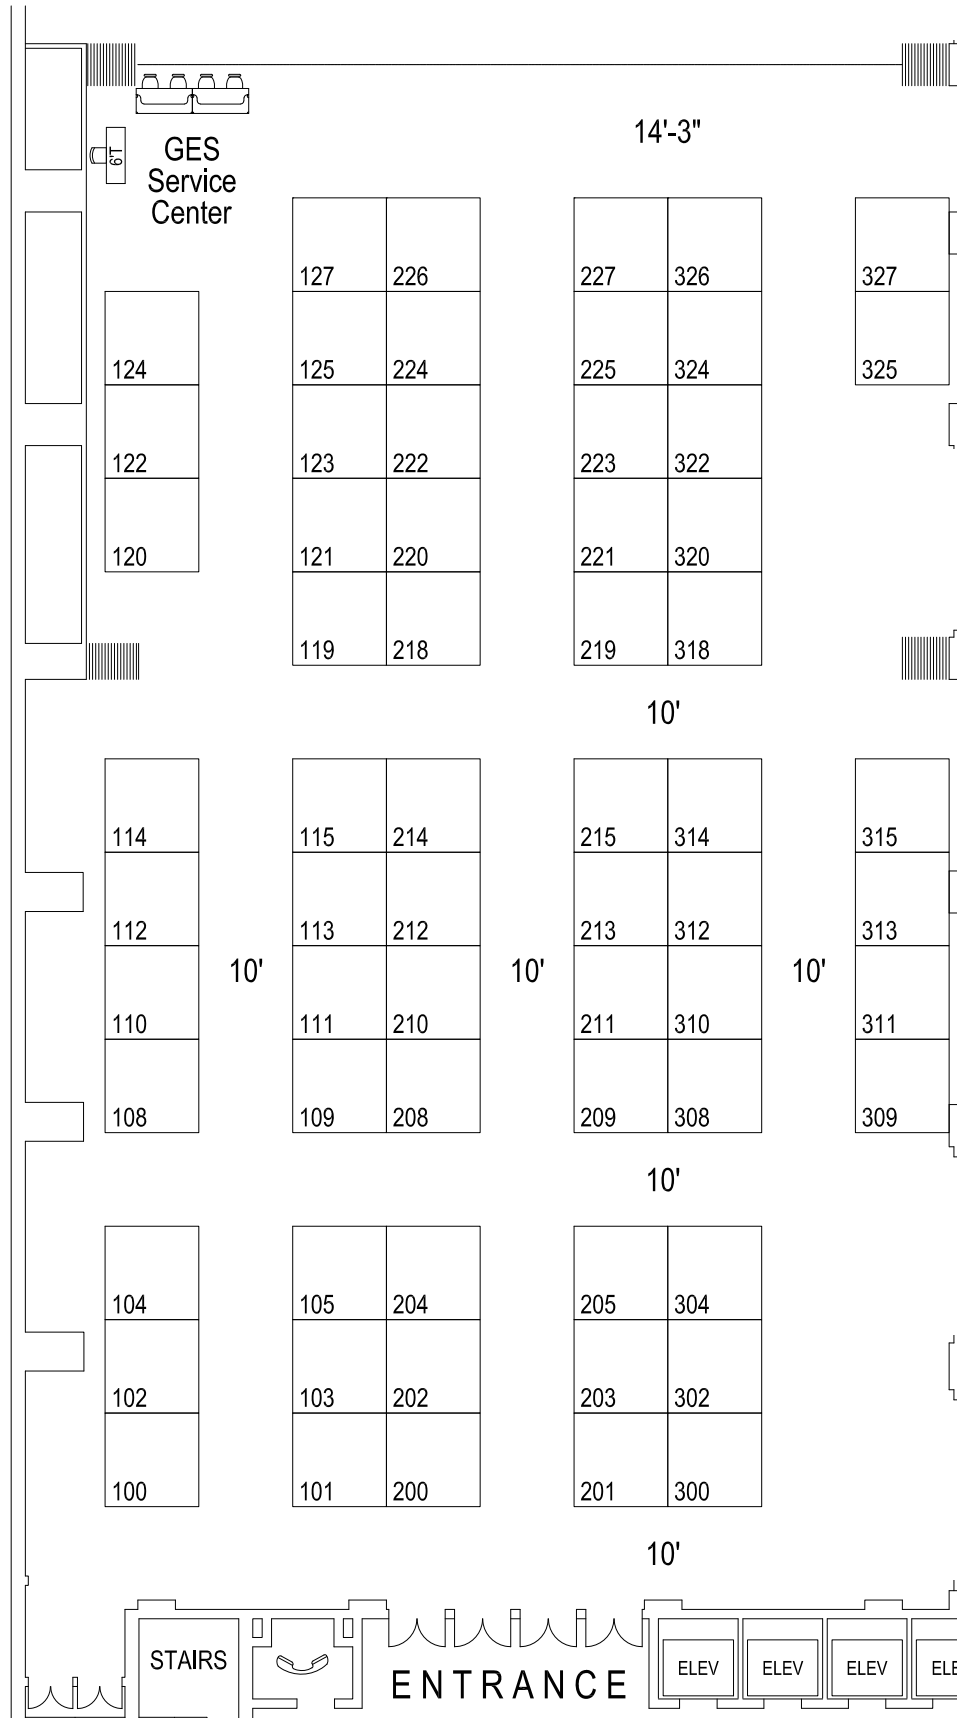 14'-3"
6'T
GES
Service
Center
127 226 227 326 327
124 125 224 225 324 325
122 123 222 223 322
120 121 220 221 320
119 218 219 318
10'
114 115 214 215 314 315
112 113 212 213 312 313
10' 10' 10'
110 111 210 211 310 311
108 109 208 209 308 309
10'
104 105 204 205 304
102 103 202 203 302
100 101 200 201 300
10'
STAIRS
ENTRANCE
ELEV ELEV ELEV ELE